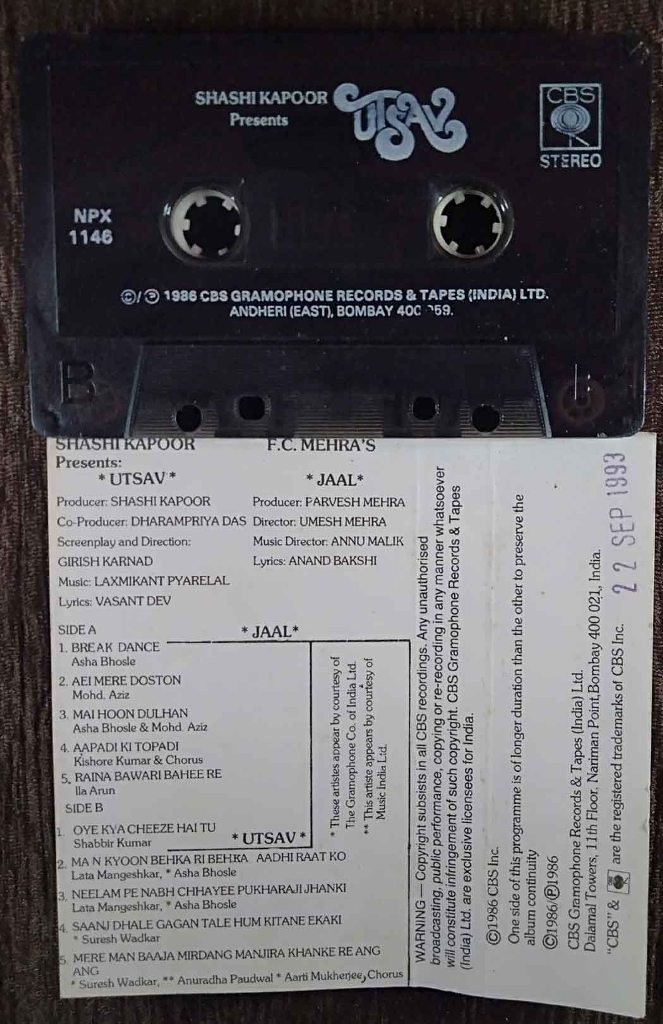 SHASHI KAPOOR
Presents
UTSAV
CBS
STEREO
NPX
1146
©/℗ 1986 CBS GRAMOPHONE RECORDS & TAPES (INDIA) LTD.
ANDHERI (EAST), BOMBAY
B
SHASHI KAPOOR
Presents:
* UTSAV *
Producer: SHASHI KAPOOR
Co-Producer: DHARAMPRIYA DAS
Screenplay and Direction:
GIRISH KARNAD
Music: LAXMIKANT PYARELAL
Lyrics: VASANT DEV
F.C. MEHRA'S
* JAAL*
Producer: PARVESH MEHRA
Director: UMESH MEHRA
Music Director: ANNU MALIK
Lyrics: ANAND BAKSHI
SIDE A
* JAAL*
1. BREAK DANCE
Asha Bhosle
2. AEI MERE DOSTON
Mohd. Aziz
3. MAI HOON DULHAN
Asha Bhosle & Mohd. Aziz
4. AAPADI KI TOPADI
Kishore Kumar & Chorus
5. RAINA BAWARI BAHEE RE
Ila Arun
SIDE B
1. OYE KYA CHEEZE HAI TU
Shabbir Kumar
* UTSAV *
2. MA N KYOON BEHKA RI BEHKA AADHI RAAT KO
Lata Mangeshkar, * Asha Bhosle
3. NEELAM PE NABH CHHAYEE PUKHARAJI JHANKI
Lata Mangeshkar, * Asha Bhosle
4. SAANJ DHALE GAGAN TALE HUM KITANE EKAKI
* Suresh Wadkar
5. MERE MAN BAAJA MIRDANG MANJIRA KHANKE RE ANG
ANG
* Suresh Wadkar, ** Anuradha Paudwal * Aarti Mukherjee, Chorus
* These artistes appear by courtesy of
The Gramophone Co. of India Ltd.
** This artiste appears by courtesy of
Music India Ltd.
WARNING — Copyright subsists in all CBS recordings. Any unauthorised
broadcasting, public performance, copying or re-recording in any manner whatsoever
will constitute infringement of such copyright. CBS Gramophone Records & Tapes
(India) Ltd. are exclusive licensees for India.
©1986 CBS Inc.
One side of this programme is of longer duration than the other to preserve the
album continuity
©1986/℗1986
CBS Gramophone Records & Tapes (India) Ltd.
Dalamal Towers, 11th Floor, Nariman Point, Bombay 400 021, India.
"CBS" & are the registered trademarks of CBS Inc.
22 SEP 1993